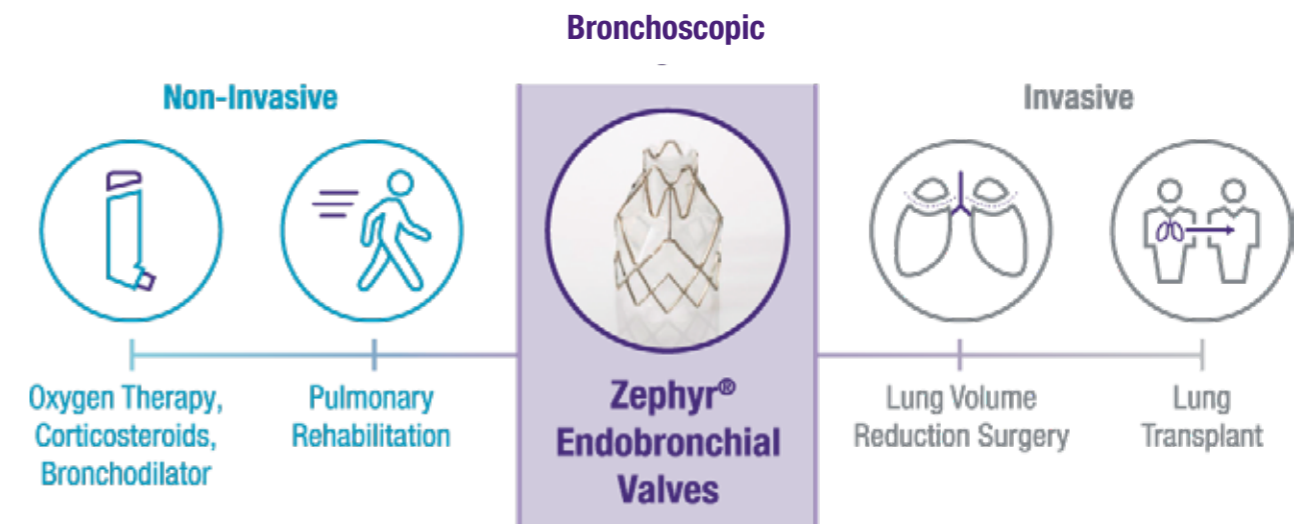 Bronchoscopic
Non-Invasive
Invasive
Oxygen Therapy,
Corticosteroids,
Bronchodilator
Pulmonary
Rehabilitation
Zephyr®
Endobronchial
Valves
Lung Volume
Reduction Surgery
Lung
Transplant